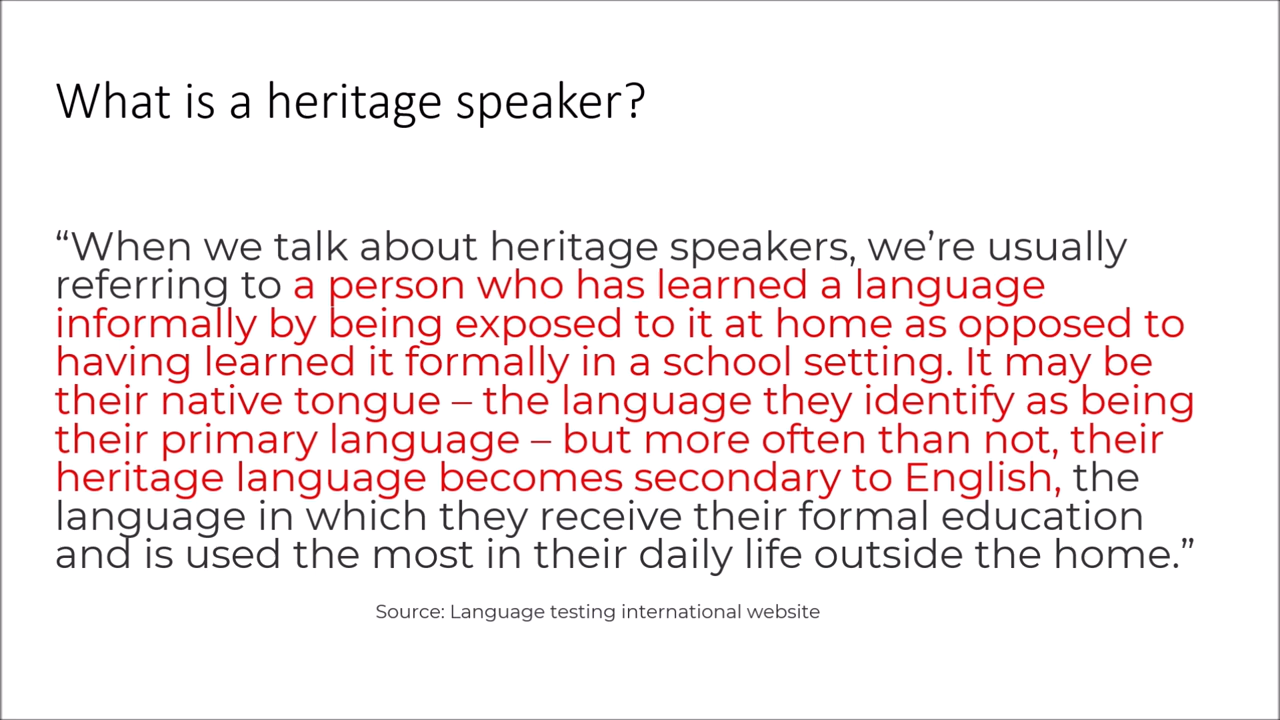 What is a heritage speaker?
“When we talk about heritage speakers, we’re usually
referring to a person who has learned a language
informally by being exposed to it at home as opposed to
having learned it formally in a school setting. It may be
their native tongue – the language they identify as being
their primary language – but more often than not, their
heritage language becomes secondary to English, the
language in which they receive their formal education
and is used the most in their daily life outside the home.”
Source: Language testing international website